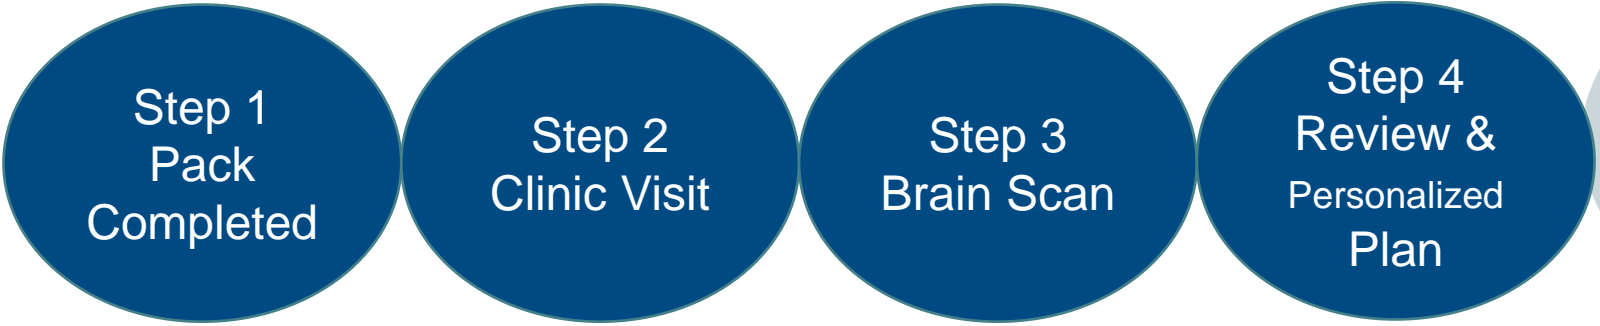 Step 1
Pack
Completed
Step 2
Clinic Visit
Step 3
Brain Scan
Step 4
Review &
Personalized
Plan